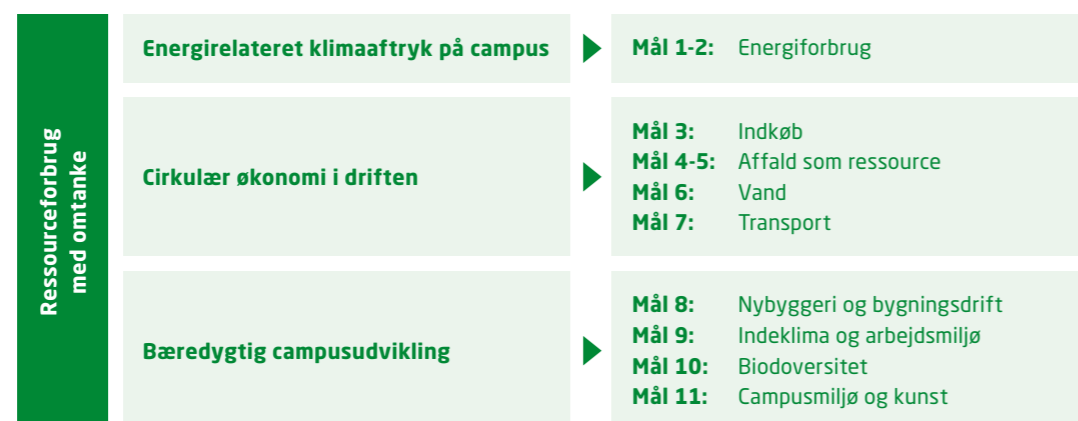 Ressourceforbrug
med omtanke
Energirelateret klimaaftryk på campus
Mål 1-2: Energiforbrug
Cirkulær økonomi i driften
Mål 3: Indkøb
Mål 4-5: Affald som ressource
Mål 6: Vand
Mål 7: Transport
Bæredygtig campusudvikling
Mål 8: Nybyggeri og bygningsdrift
Mål 9: Indeklima og arbejdsmiljø
Mål 10: Biodoversitet
Mål 11: Campusmiljø og kunst